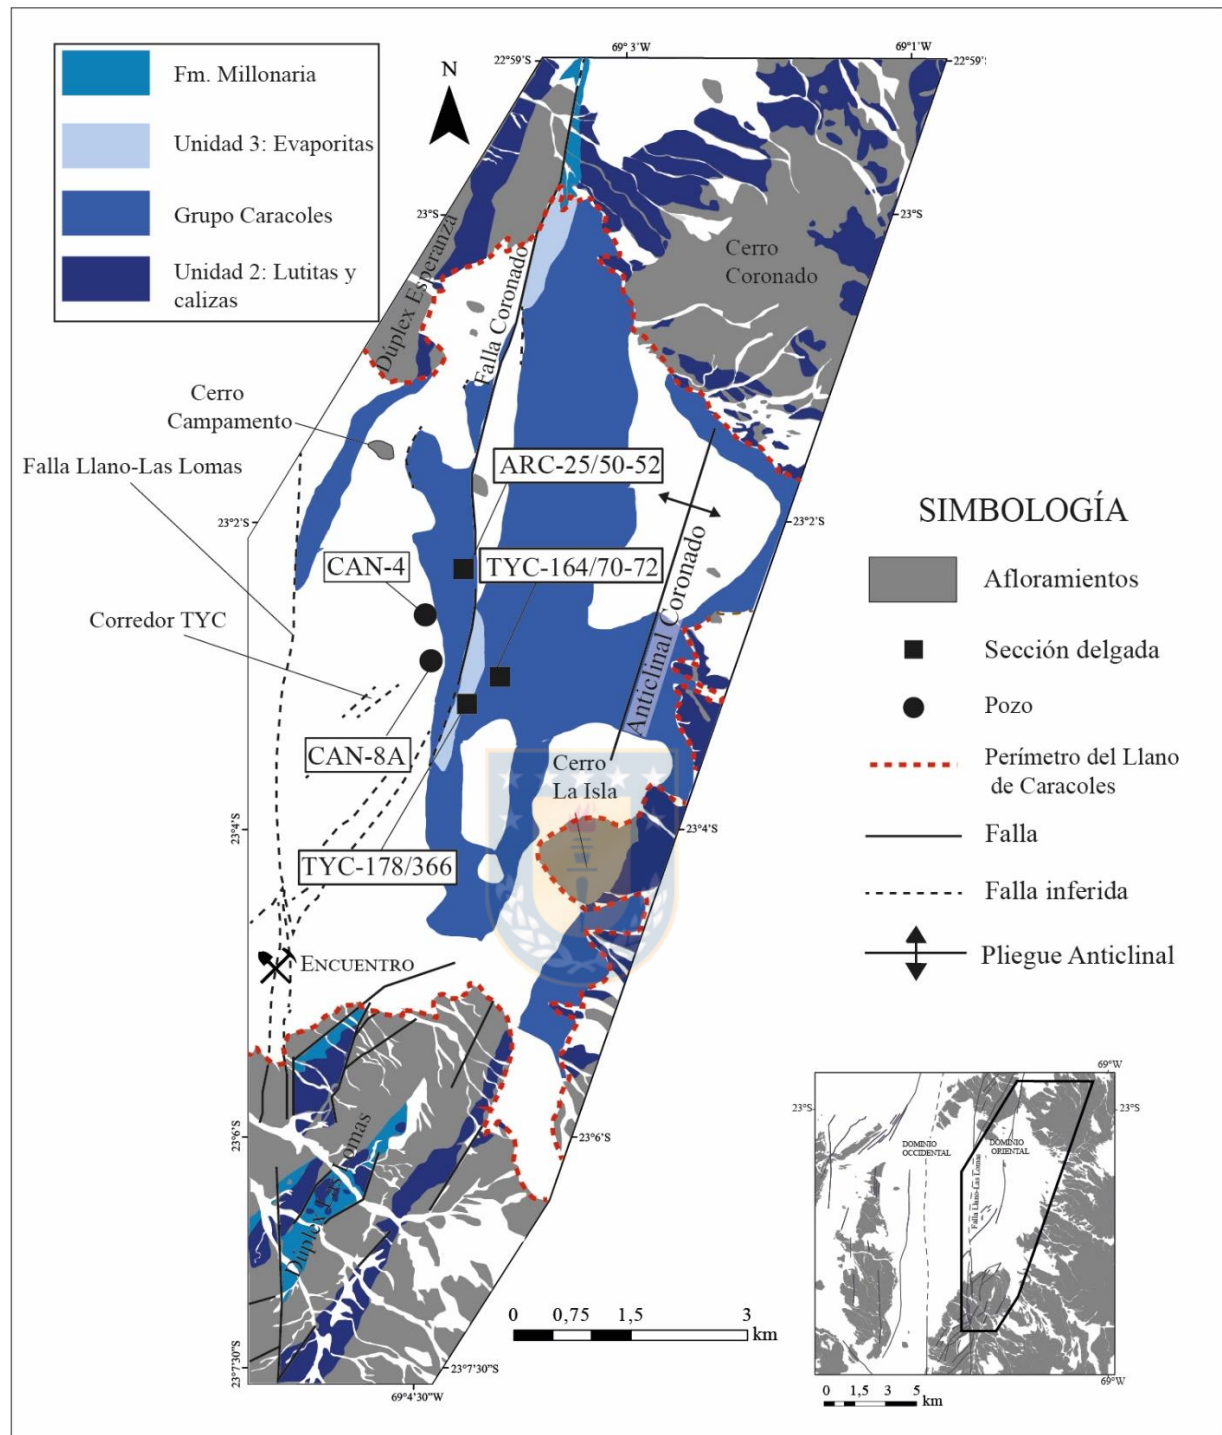 Fm. Millonaria
Unidad 3: Evaporitas
Grupo Caracoles
Unidad 2: Lutitas y
calizas
N
69°3'W
69°1'W
22°59'S
22°59'S
23°S
23°S
Dúplex Esperanza
Falla Coronado
Cerro
Coronado
Cerro
Campamento
Falla Llano-Las Lomas
ARC-25/50-52
23°2'S
23°2'S
CAN-4
TYC-164/70-72
Corredor TYC
Anticlinal Coronado
CAN-8A
Cerro
La Isla
23°4'S
23°4'S
TYC-178/366
ENCUENTRO
Dúplex Las Lomas
23°6'S
23°6'S
23°7'30"S
23°7'30"S
69°4'30"W
0 0,75 1,5 3
km
SIMBOLOGÍA
Afloramientos
Sección delgada
Pozo
Perímetro del Llano
de Caracoles
Falla
Falla inferida
Pliegue Anticlinal
69°W
23°S
23°S
DOMINIO
OCCIDENTAL
DOMINIO
ORIENTAL
Falla Llano-Las Lomas
69°W
0 1,5 3 5
km